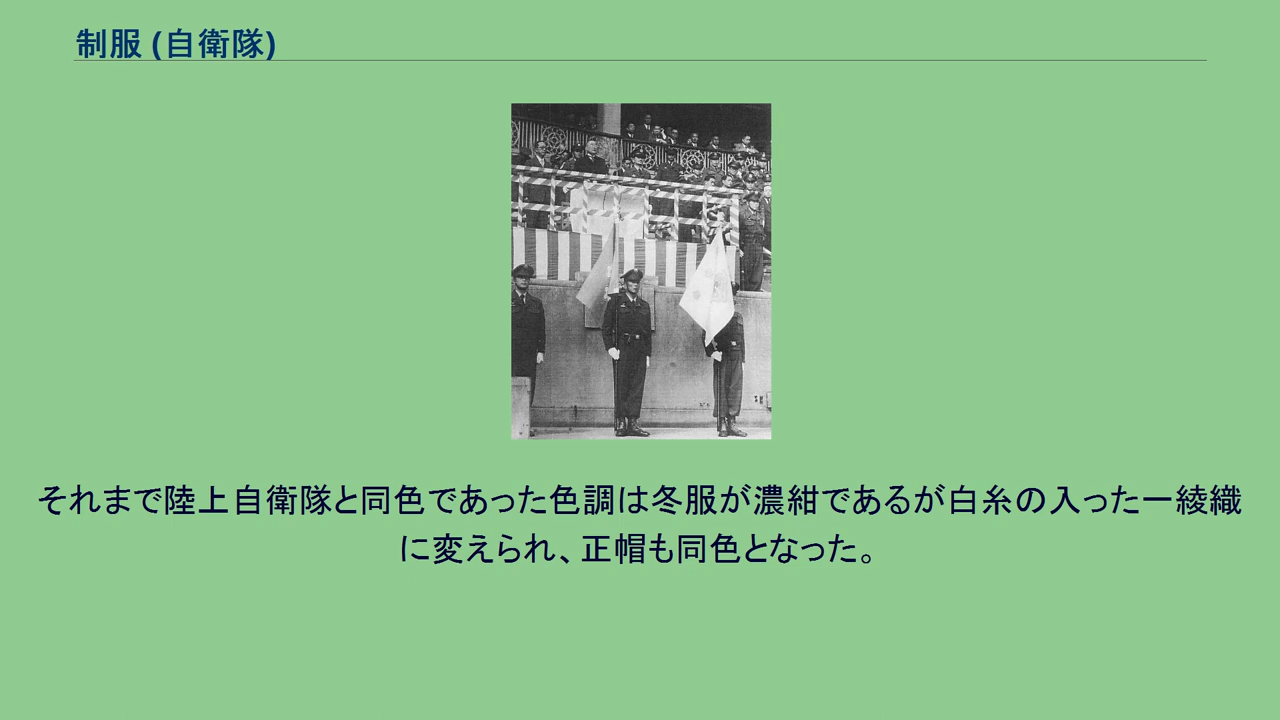 制服 (自衛隊)
それまで陸上自衛隊と同色であった色調は冬服が濃紺であるが白糸の入った一綾織
に変えられ、正帽も同色となった。